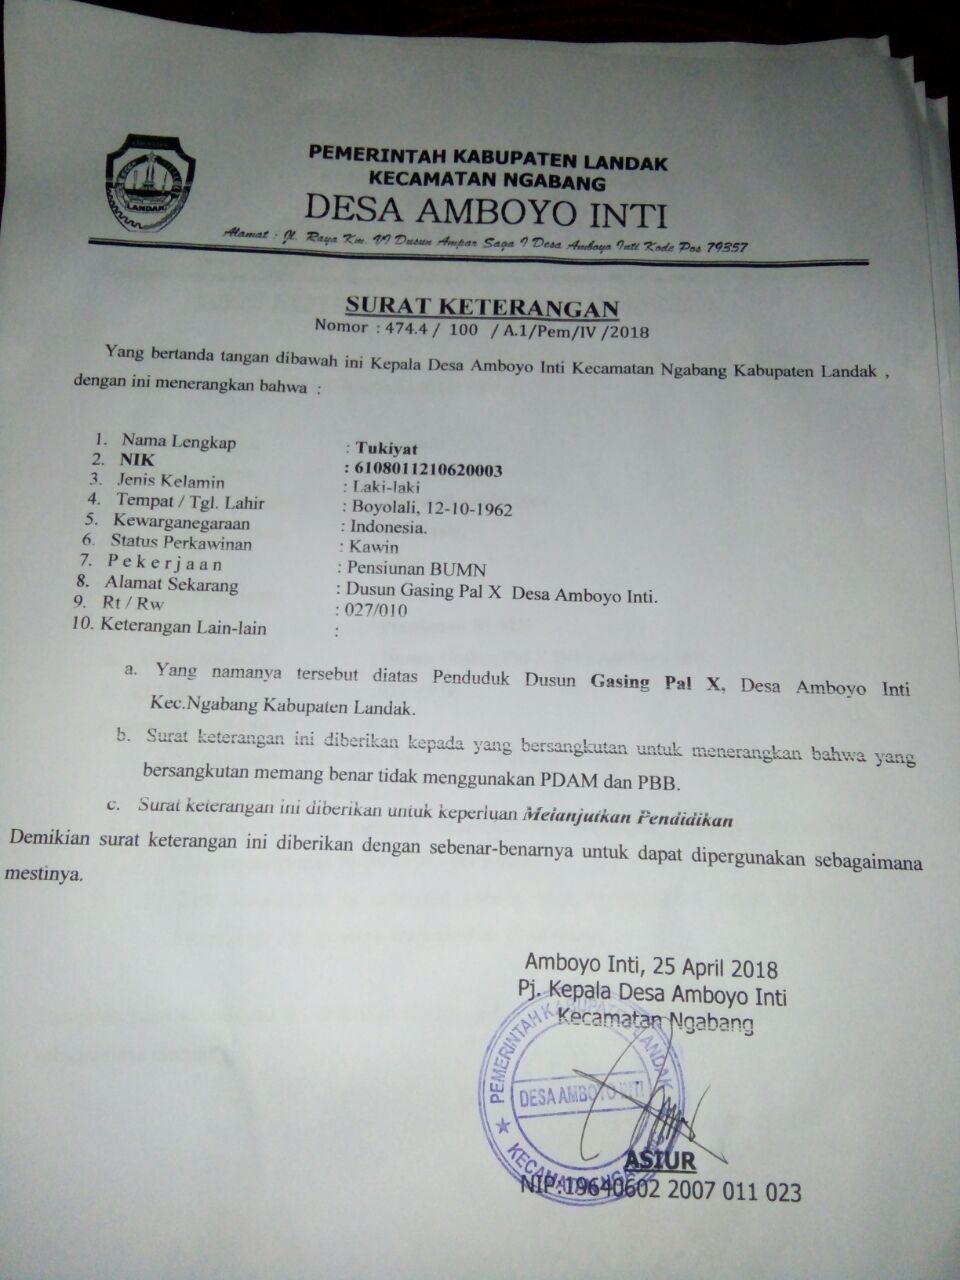 LANDAK
PEMERINTAH KABUPATEN LANDAK
KECAMATAN NGABANG
DESA AMBOYO INTI
Alamat : Jl. Raya Km. VI Dusun Ampar Saga I Desa Amboyo Inti Kode Pos 79357
SURAT KETERANGAN
Nomor : 474.4 / 100 / A.1/Pem/IV /2018
Yang bertanda tangan dibawah ini Kepala Desa Amboyo Inti Kecamatan Ngabang Kabupaten Landak ,
dengan ini menerangkan bahwa :
1. Nama Lengkap : Tukiyat
2. NIK : 6108011210620003
3. Jenis Kelamin : Laki-laki
4. Tempat / Tgl. Lahir : Boyolali, 12-10-1962
5. Kewarganegaraan : Indonesia.
6. Status Perkawinan : Kawin
7. P e k e r j a a n : Pensiunan BUMN
8. Alamat Sekarang : Dusun Gasing Pal X Desa Amboyo Inti.
9. Rt / Rw : 027/010
10. Keterangan Lain-lain :
a. Yang namanya tersebut diatas Penduduk Dusun Gasing Pal X, Desa Amboyo Inti
Kec.Ngabang Kabupaten Landak.
b. Surat keterangan ini diberikan kepada yang bersangkutan untuk menerangkan bahwa yang
bersangkutan memang benar tidak menggunakan PDAM dan PBB.
c. Surat keterangan ini diberikan untuk keperluan Melanjutkan Pendidikan
Demikian surat keterangan ini diberikan dengan sebenar-benarnya untuk dapat dipergunakan sebagaimana
mestinya.
Amboyo Inti, 25 April 2018
Pj. Kepala Desa Amboyo Inti
Kecamatan Ngabang
PEMERINTAH KABUPATEN LANDAK
DESA AMBOYO INTI
KECAMATAN NGABANG
ASIUR
NIP.19640602 2007 011 023